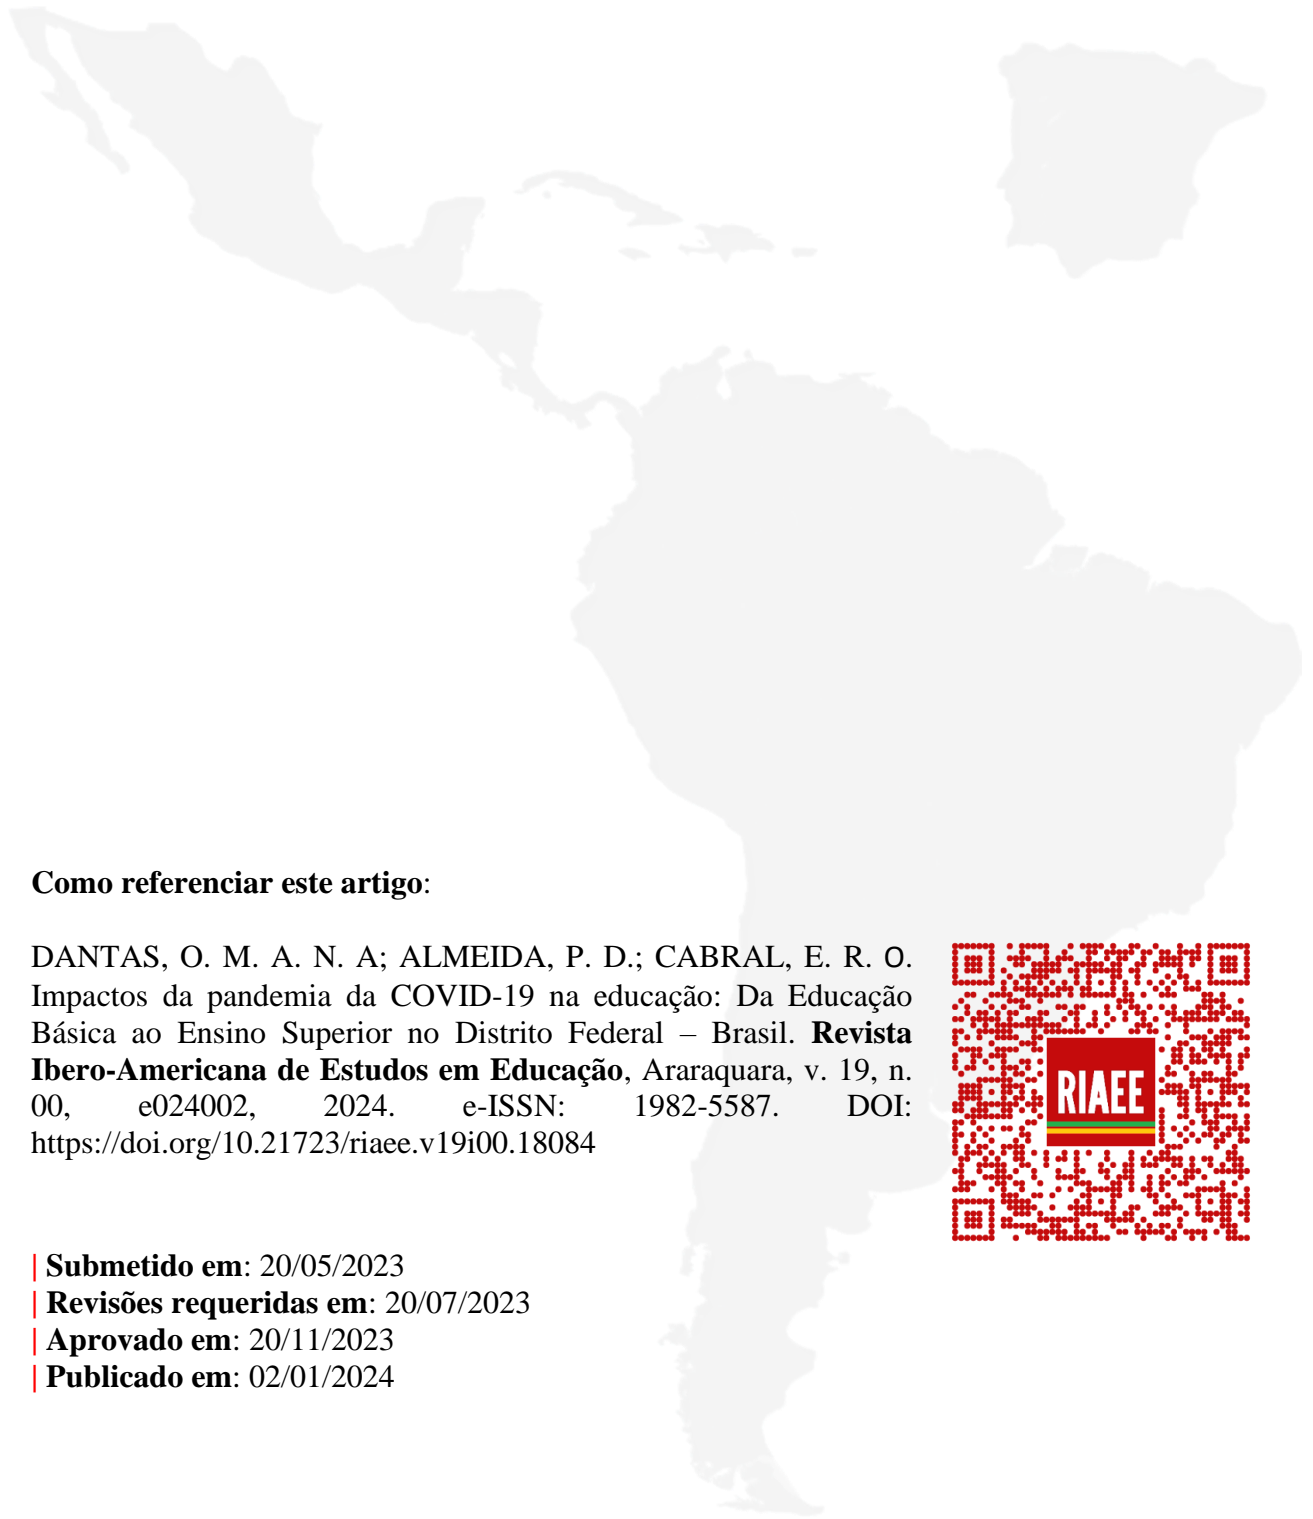 Como referenciar este artigo:
DANTAS, O. M. A. N. A; ALMEIDA, P. D.; CABRAL, E. R. O.
Impactos da pandemia da COVID-19 na educação: Da Educação
Básica ao Ensino Superior no Distrito Federal – Brasil. Revista
Ibero-Americana de Estudos em Educação, Araraquara, v. 19, n.
00, e024002, 2024. e-ISSN: 1982-5587. DOI:
https://doi.org/10.21723/riaee.v19i00.18084
RIAEE
| Submetido em: 20/05/2023
| Revisões requeridas em: 20/07/2023
| Aprovado em: 20/11/2023
| Publicado em: 02/01/2024